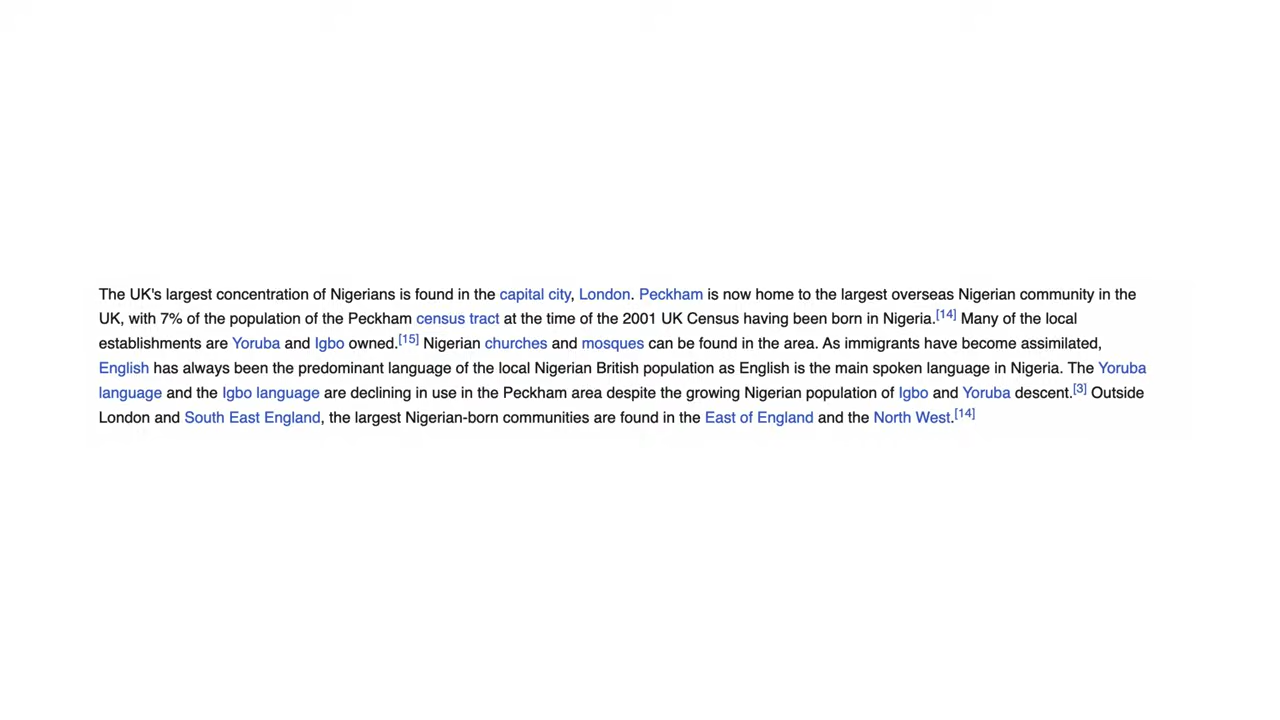 The UK's largest concentration of Nigerians is found in the capital city, London. Peckham is now home to the largest overseas Nigerian community in the
UK, with 7% of the population of the Peckham census tract at the time of the 2001 UK Census having been born in Nigeria.[14] Many of the local
establishments are Yoruba and Igbo owned.[15] Nigerian churches and mosques can be found in the area. As immigrants have become assimilated,
English has always been the predominant language of the local Nigerian British population as English is the main spoken language in Nigeria. The Yoruba
language and the Igbo language are declining in use in the Peckham area despite the growing Nigerian population of Igbo and Yoruba descent.[3] Outside
London and South East England, the largest Nigerian-born communities are found in the East of England and the North West.[14]